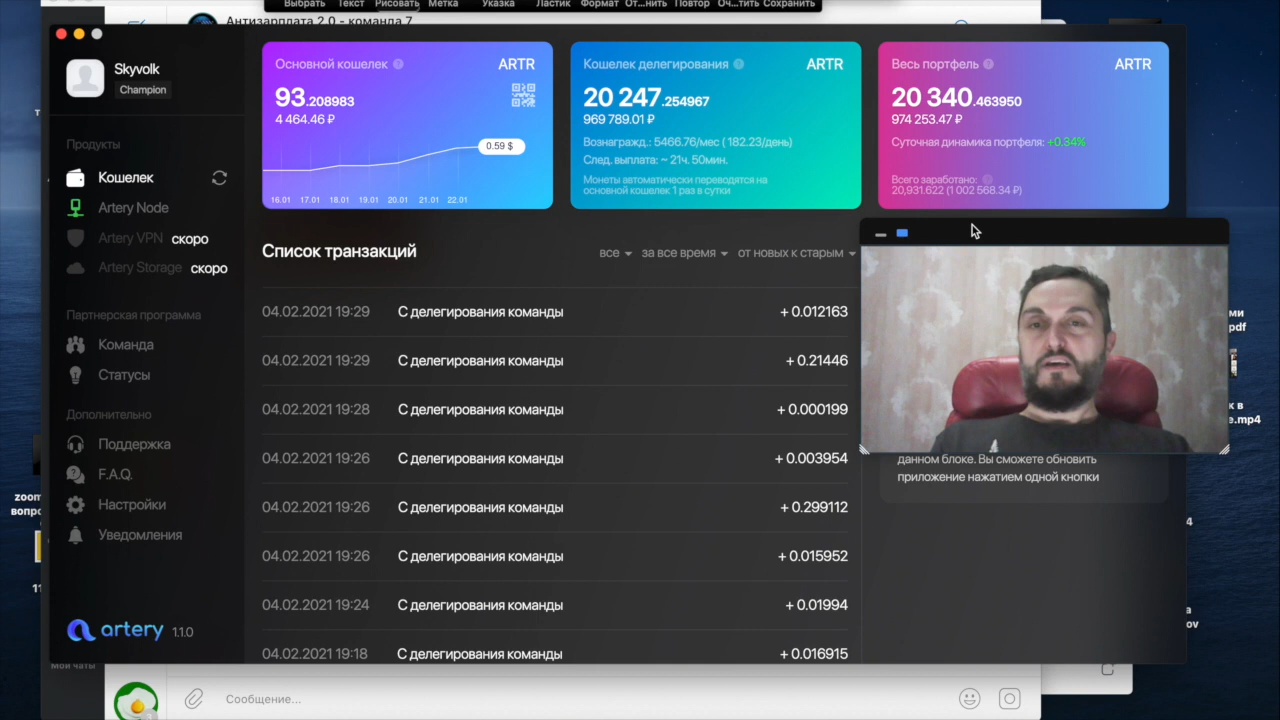 Выбрать Текст Рисовать Метка Указка Ластик Формат От...нить Повтор Оч...тить Сохранить
Антизарплата 2.0 - команда 7
Skyvolk
Champion
Продукты
Кошелек
Artery Node
Artery VPN скоро
Artery Storage скоро
Партнерская программа
Команда
Статусы
Дополнительно
Поддержка
F.A.Q.
Настройки
Уведомления
artery 1.1.0
Мои чаты
Основной кошелек ? ARTR
93.208983
4 464.46 ₽
0.59 $
16.01 17.01 18.01 19.01 20.01 21.01 22.01
Кошелек делегирования ? ARTR
20 247.254967
969 789.01 ₽
Вознагражд.: 5466.76/мес ( 182.23/день)
След. выплата: ~ 21ч. 50мин.
Монеты автоматически переводятся на
основной кошелек 1 раз в сутки
Весь портфель ? ARTR
20 340.463950
974 253.47 ₽
Суточная динамика портфеля: +0.34%
Всего заработано: ?
20,931.622 (1 002 568.34 ₽)
Список транзакций
все за все время от новых к старым
04.02.2021 19:29 С делегирования команды + 0.012163
04.02.2021 19:29 С делегирования команды + 0.21446
04.02.2021 19:28 С делегирования команды + 0.000199
04.02.2021 19:26 С делегирования команды + 0.003954
04.02.2021 19:26 С делегирования команды + 0.299112
04.02.2021 19:26 С делегирования команды + 0.015952
04.02.2021 19:24 С делегирования команды + 0.01994
04.02.2021 19:18 С делегирования команды + 0.016915
данном блоке. Вы сможете обновить
приложение нажатием одной кнопки
Сообщение...
zoom
вопро
11
ми
pdf
к в
e.mp4
4
а
ov